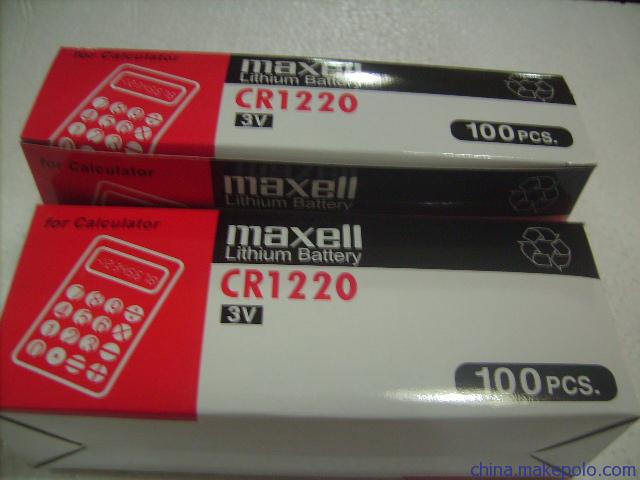 for Calculator
maxell
Lithium Battery
CR1220
3V
100 PCS.
for Calculator
maxell
Lithium Battery
for Calculator
maxell
Lithium Battery
CR1220
3V
100 PCS.
china.makepolo.com